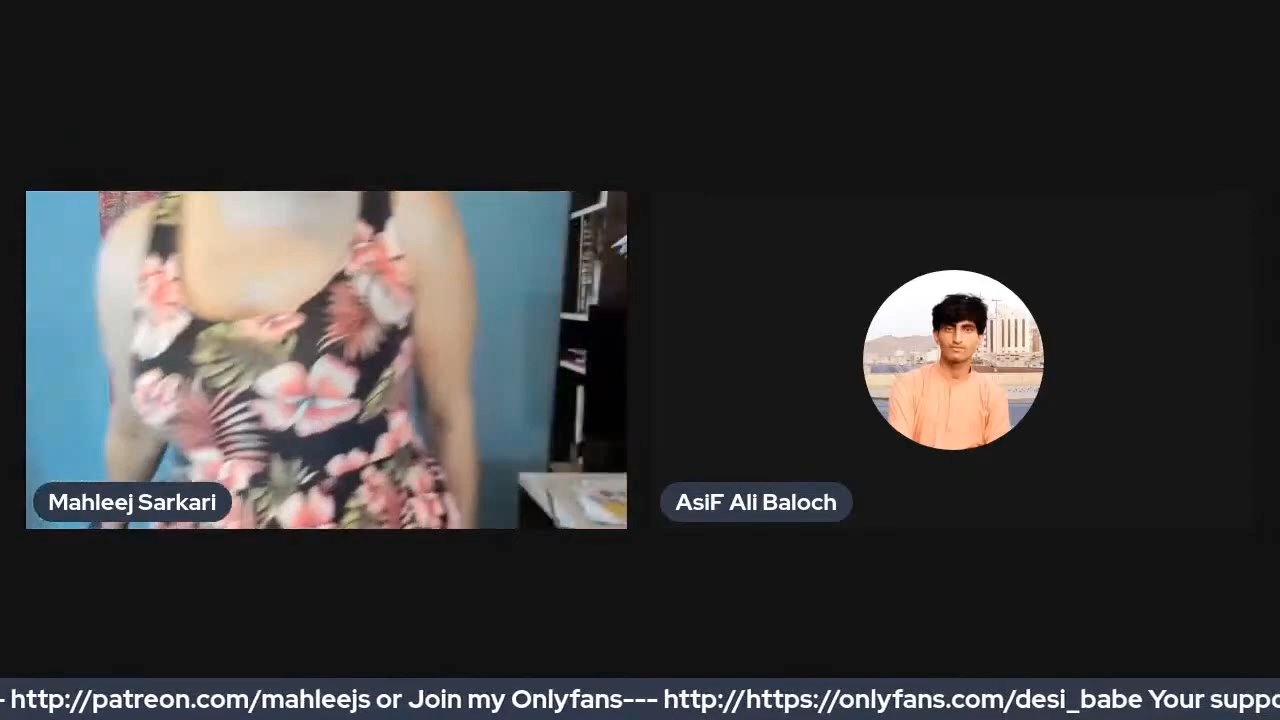 Mahleej Sarkari
AsiF Ali Baloch
- http://patreon.com/mahleejs or Join my Onlyfans--- http://https://onlyfans.com/desi_babe Your suppo